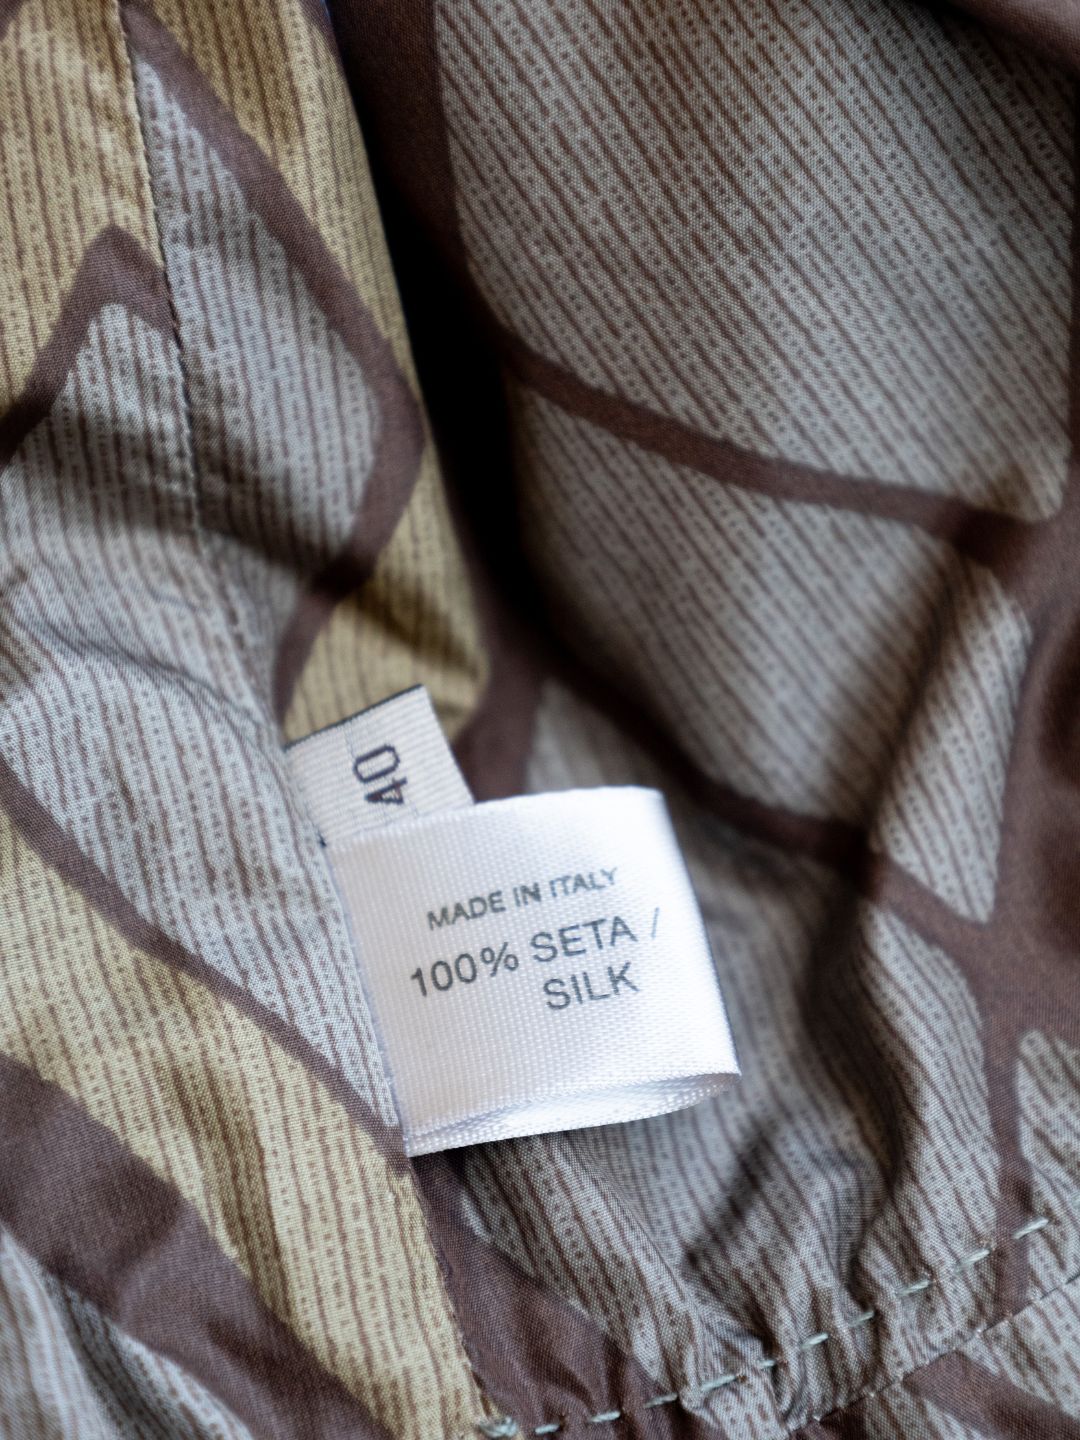 40
MADE IN ITALY
100% SETA /
SILK